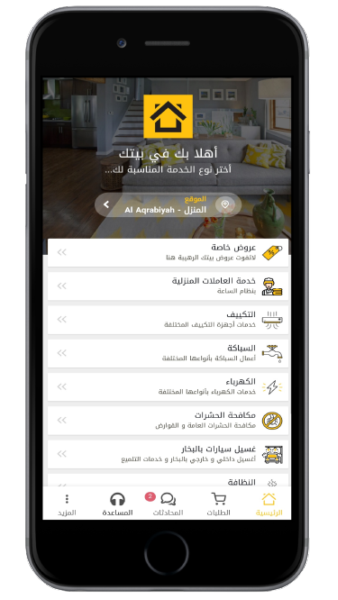 أهلا بك في بيتك
أختر نوع الخدمة المناسبة لك...
الموقع
المنزل - Al Aqrabiyah
عروض خاصة
لاتفوت عروض بيتك الرهيبة هنا
خدمة العاملات المنزلية
بنظام الساعة
التكييف
خدمات أجهزة التكييف المختلفة
السباكة
أعمال السباكة بأنواعها المختلفة
الكهرباء
خدمات الكهرباء بأنواعها المختلفة
مكافحة الحشرات
مكافحة الحشرات العامة و القوارض
غسيل سيارات بالبخار
أغسيل داخلي و خارجي بالبخار و خدمات التلميع
النظافة
2
الرئيسية
الطلبات
المحادثات
المساعدة
المزيد